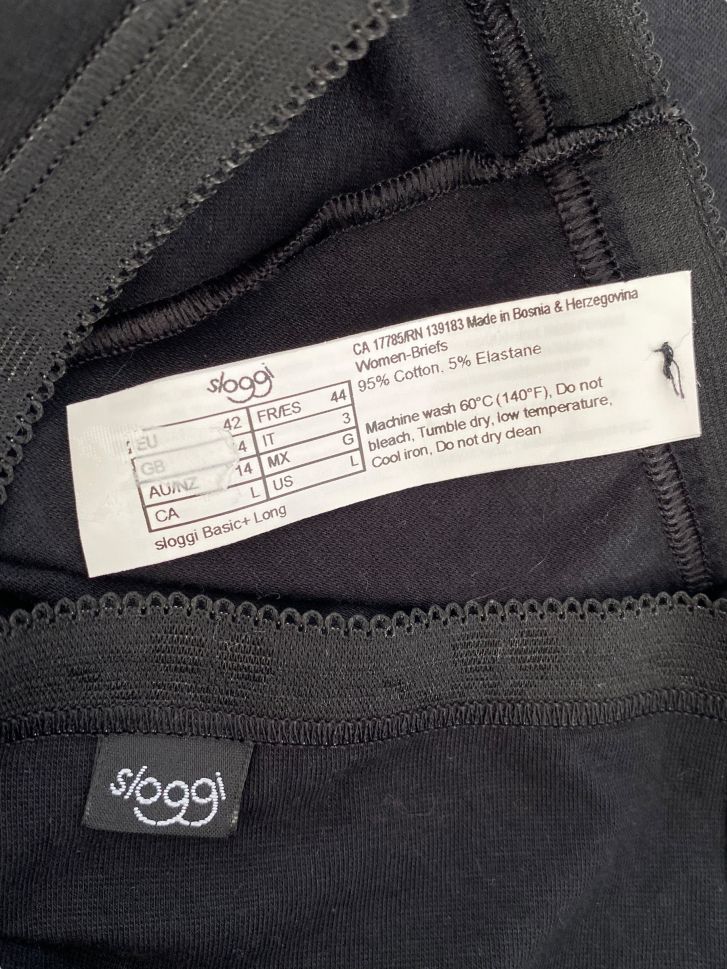 sloggi
EU 42 FR/ES 44
GB 4 IT 3
AU/NZ 14 MX G
CA L US L
sloggi Basic+ Long
CA 17785/RN 139183 Made in Bosnia & Herzegovina
Women-Briefs
95% Cotton. 5% Elastane
Machine wash 60°C (140°F), Do not
bleach, Tumble dry, low temperature,
Cool iron, Do not dry clean
sloggi